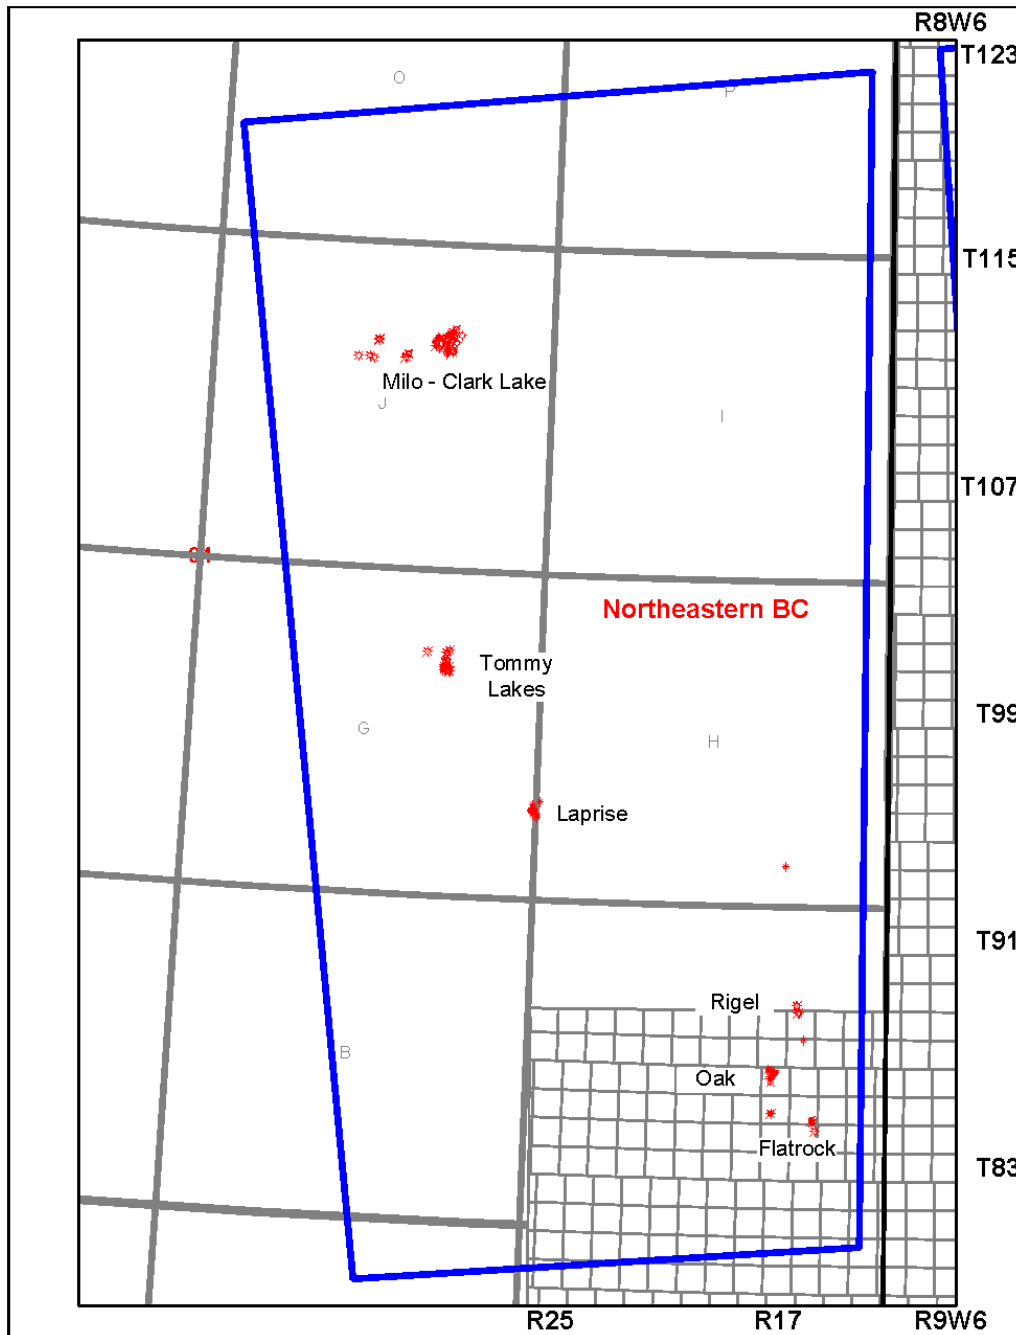 R8W6
T123
O
P
T115
Milo - Clark Lake
J
I
T107
94
Northeastern BC
Tommy
Lakes
T99
G
H
Laprise
T91
Rigel
B
Oak
Flatrock
T83
R25
R17
R9W6